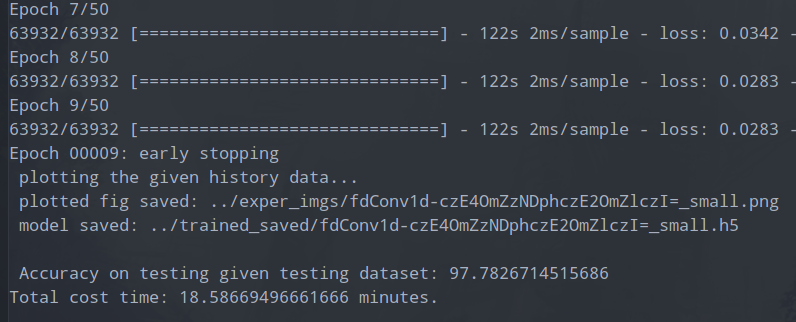 Epoch 7/50
63932/63932 [==============================] - 122s 2ms/sample - loss: 0.0342 -
Epoch 8/50
63932/63932 [==============================] - 122s 2ms/sample - loss: 0.0283 -
Epoch 9/50
63932/63932 [==============================] - 122s 2ms/sample - loss: 0.0283 -
Epoch 00009: early stopping
plotting the given history data...
plotted fig saved: ../exper_imgs/fdConv1d-czE4OmZzNDphczE2OmZlczI=_small.png
model saved: ../trained_saved/fdConv1d-czE4OmZzNDphczE2OmZlczI=_small.h5
Accuracy on testing given testing dataset: 97.7826714515686
Total cost time: 18.58669496661666 minutes.